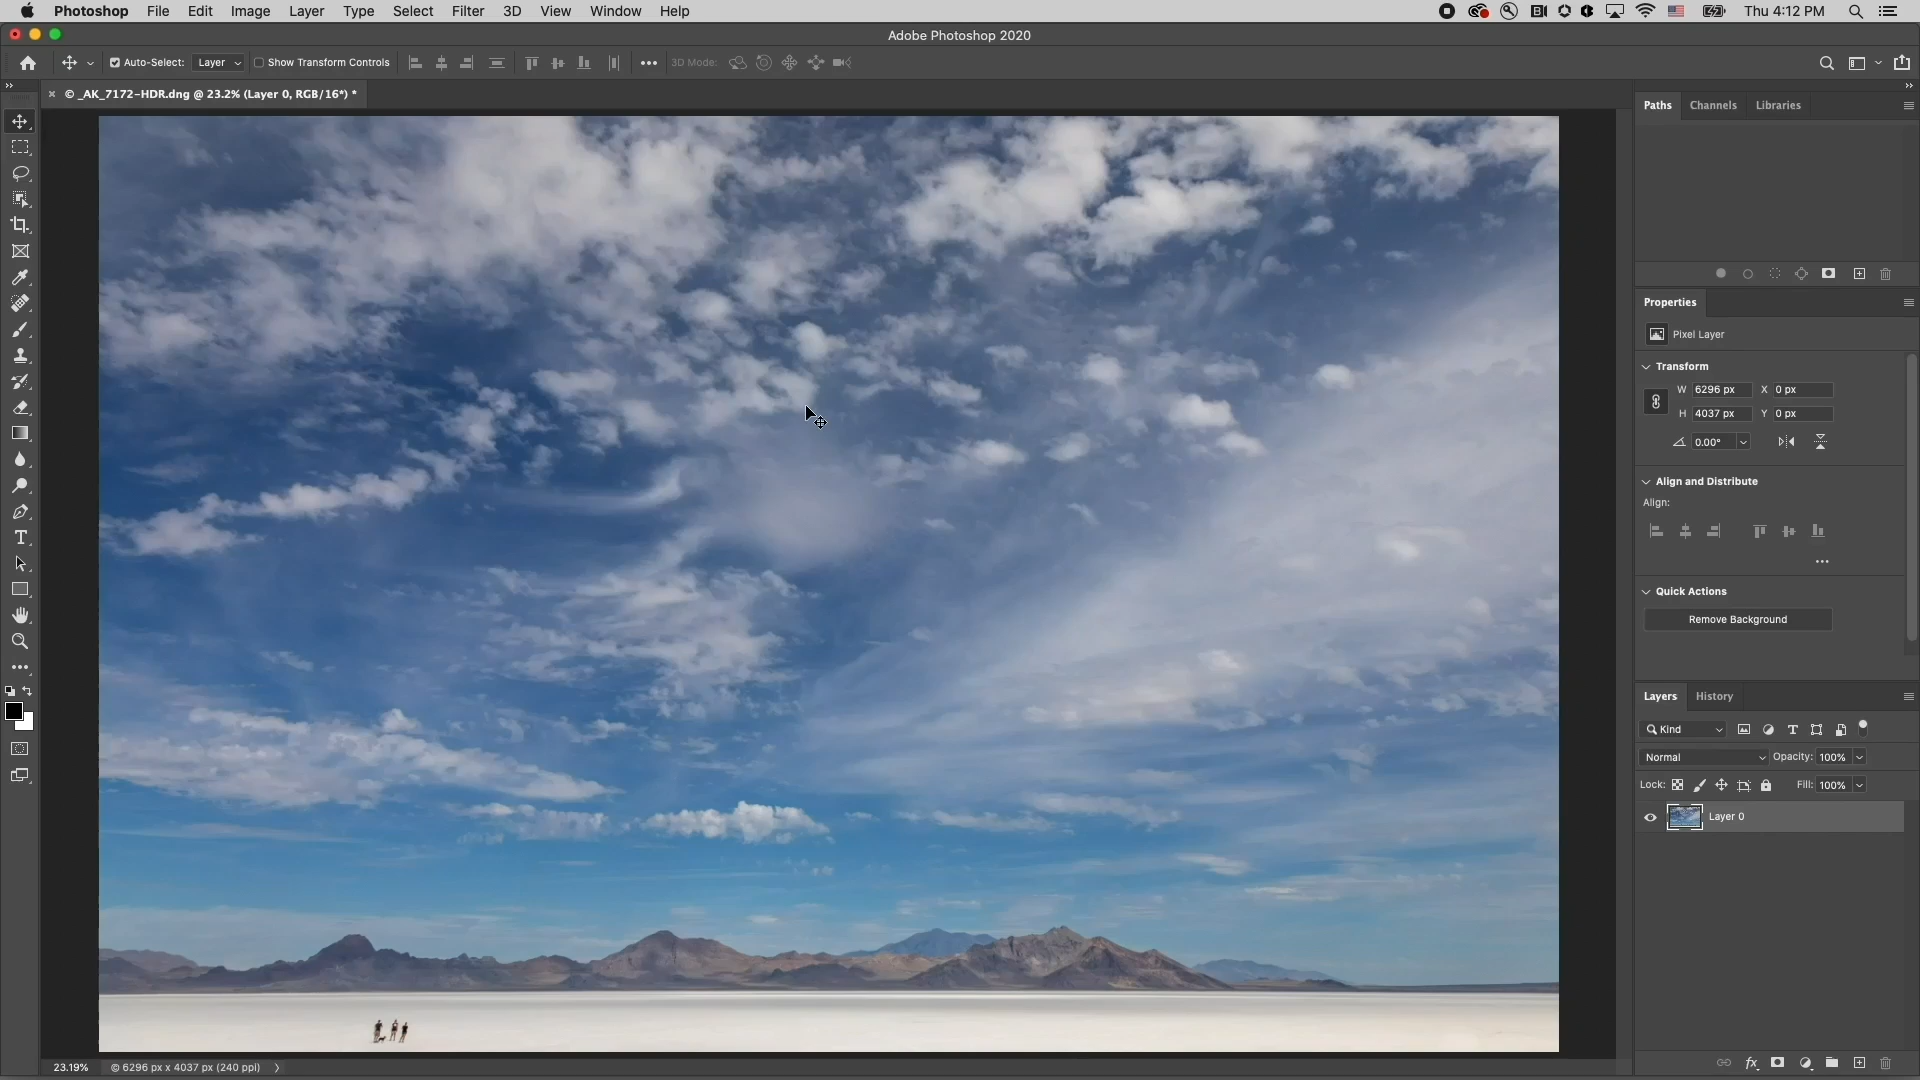 Photoshop File Edit Image Layer Type Select Filter 3D View Window Help Thu 4:12 PM
Adobe Photoshop 2020
Auto-Select: Layer Show Transform Controls 3D Mode:
© _AK_7172-HDR.dng @ 23.2% (Layer 0, RGB/16*) *
Paths Channels Libraries
Properties
Pixel Layer
Transform
W 6296 px X 0 px
H 4037 px Y 0 px
0.00°
Align and Distribute
Align:
Quick Actions
Remove Background
Layers History
Kind
Normal Opacity: 100%
Lock: Fill: 100%
Layer 0
23.19% © 6296 px x 4037 px (240 ppi)